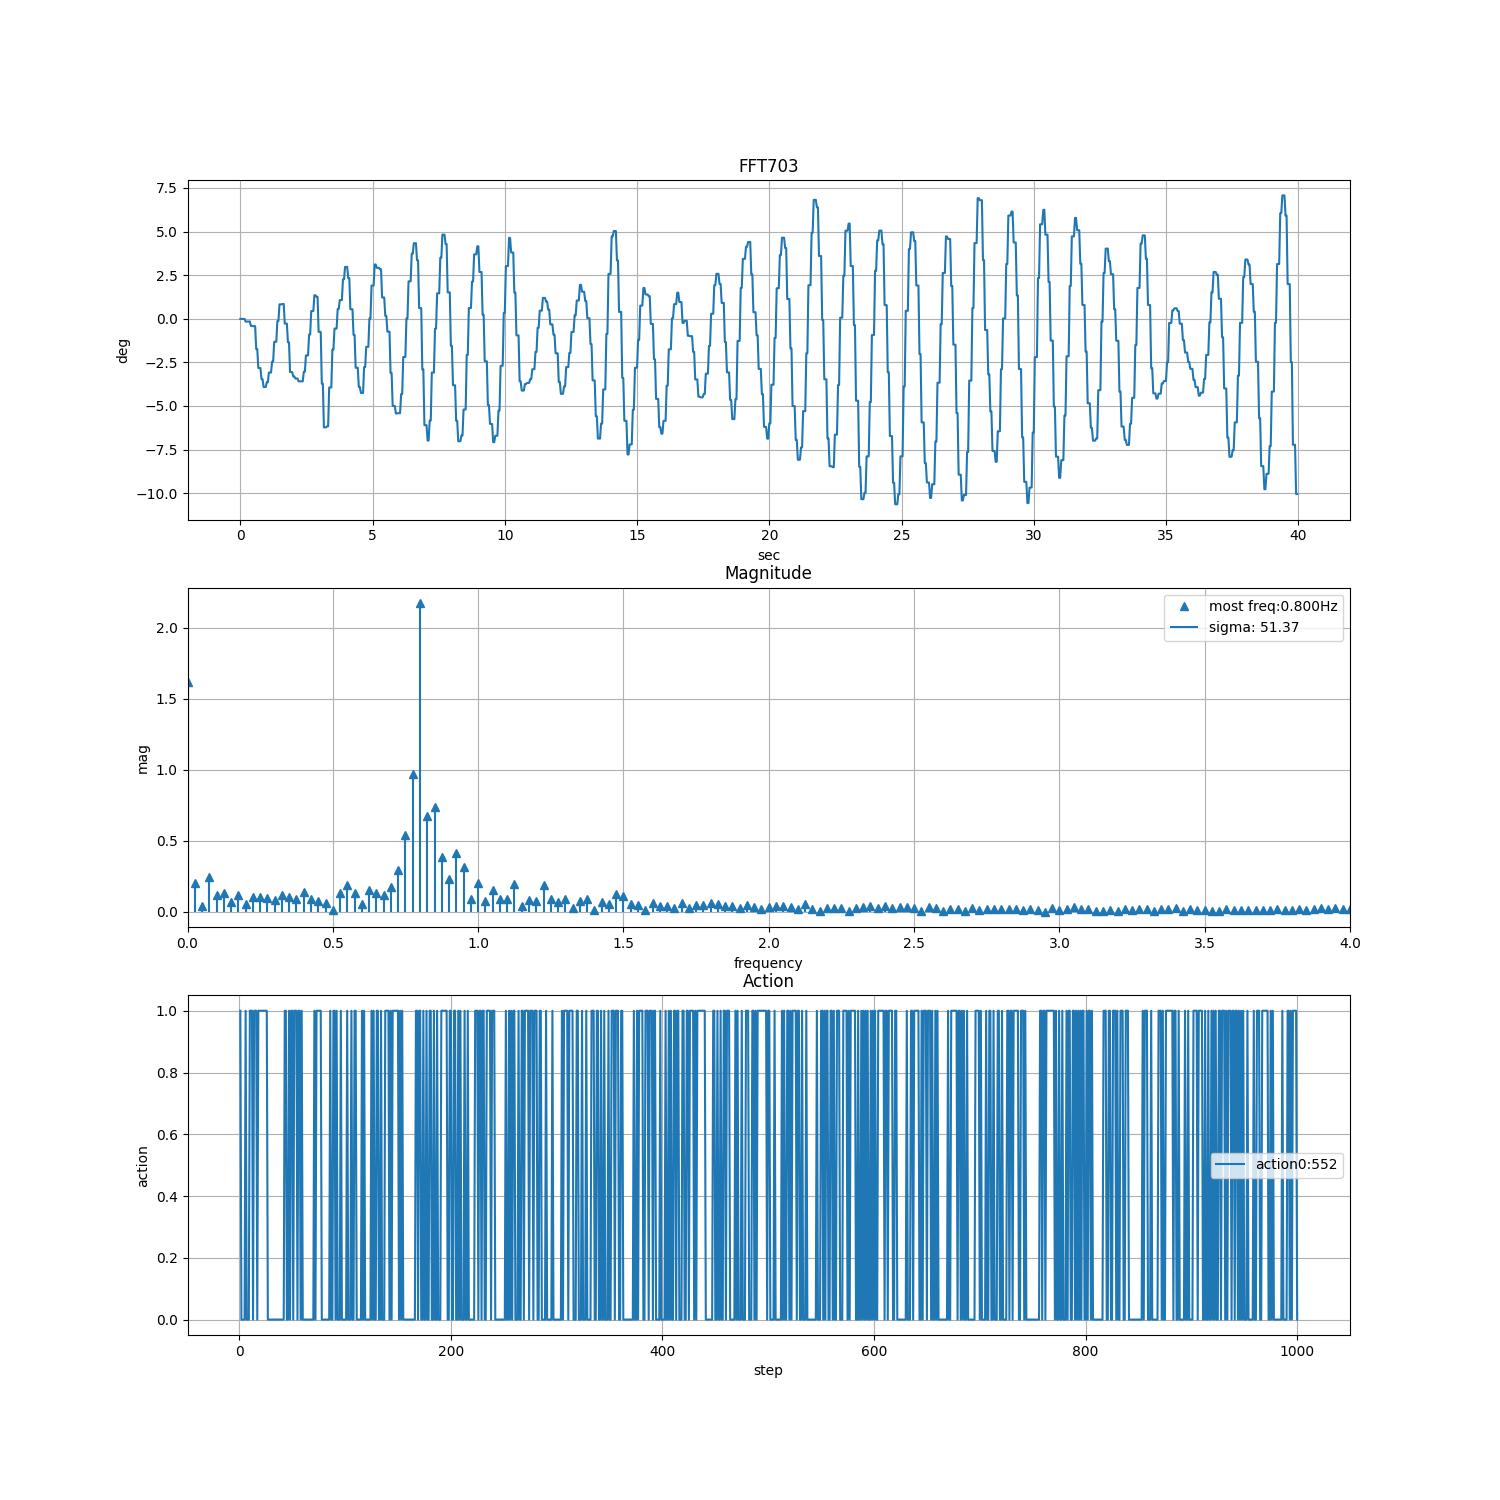 FFT703
7.5
5.0
2.5
0.0
−2.5
−5.0
−7.5
−10.0
deg
0 5 10 15 20 25 30 35 40
sec
Magnitude
most freq:0.800Hz
sigma: 51.37
2.0
1.5
1.0
0.5
0.0
mag
0.0 0.5 1.0 1.5 2.0 2.5 3.0 3.5 4.0
frequency
Action
1.0
0.8
0.6
0.4
0.2
0.0
action
action0:552
0 200 400 600 800 1000
step